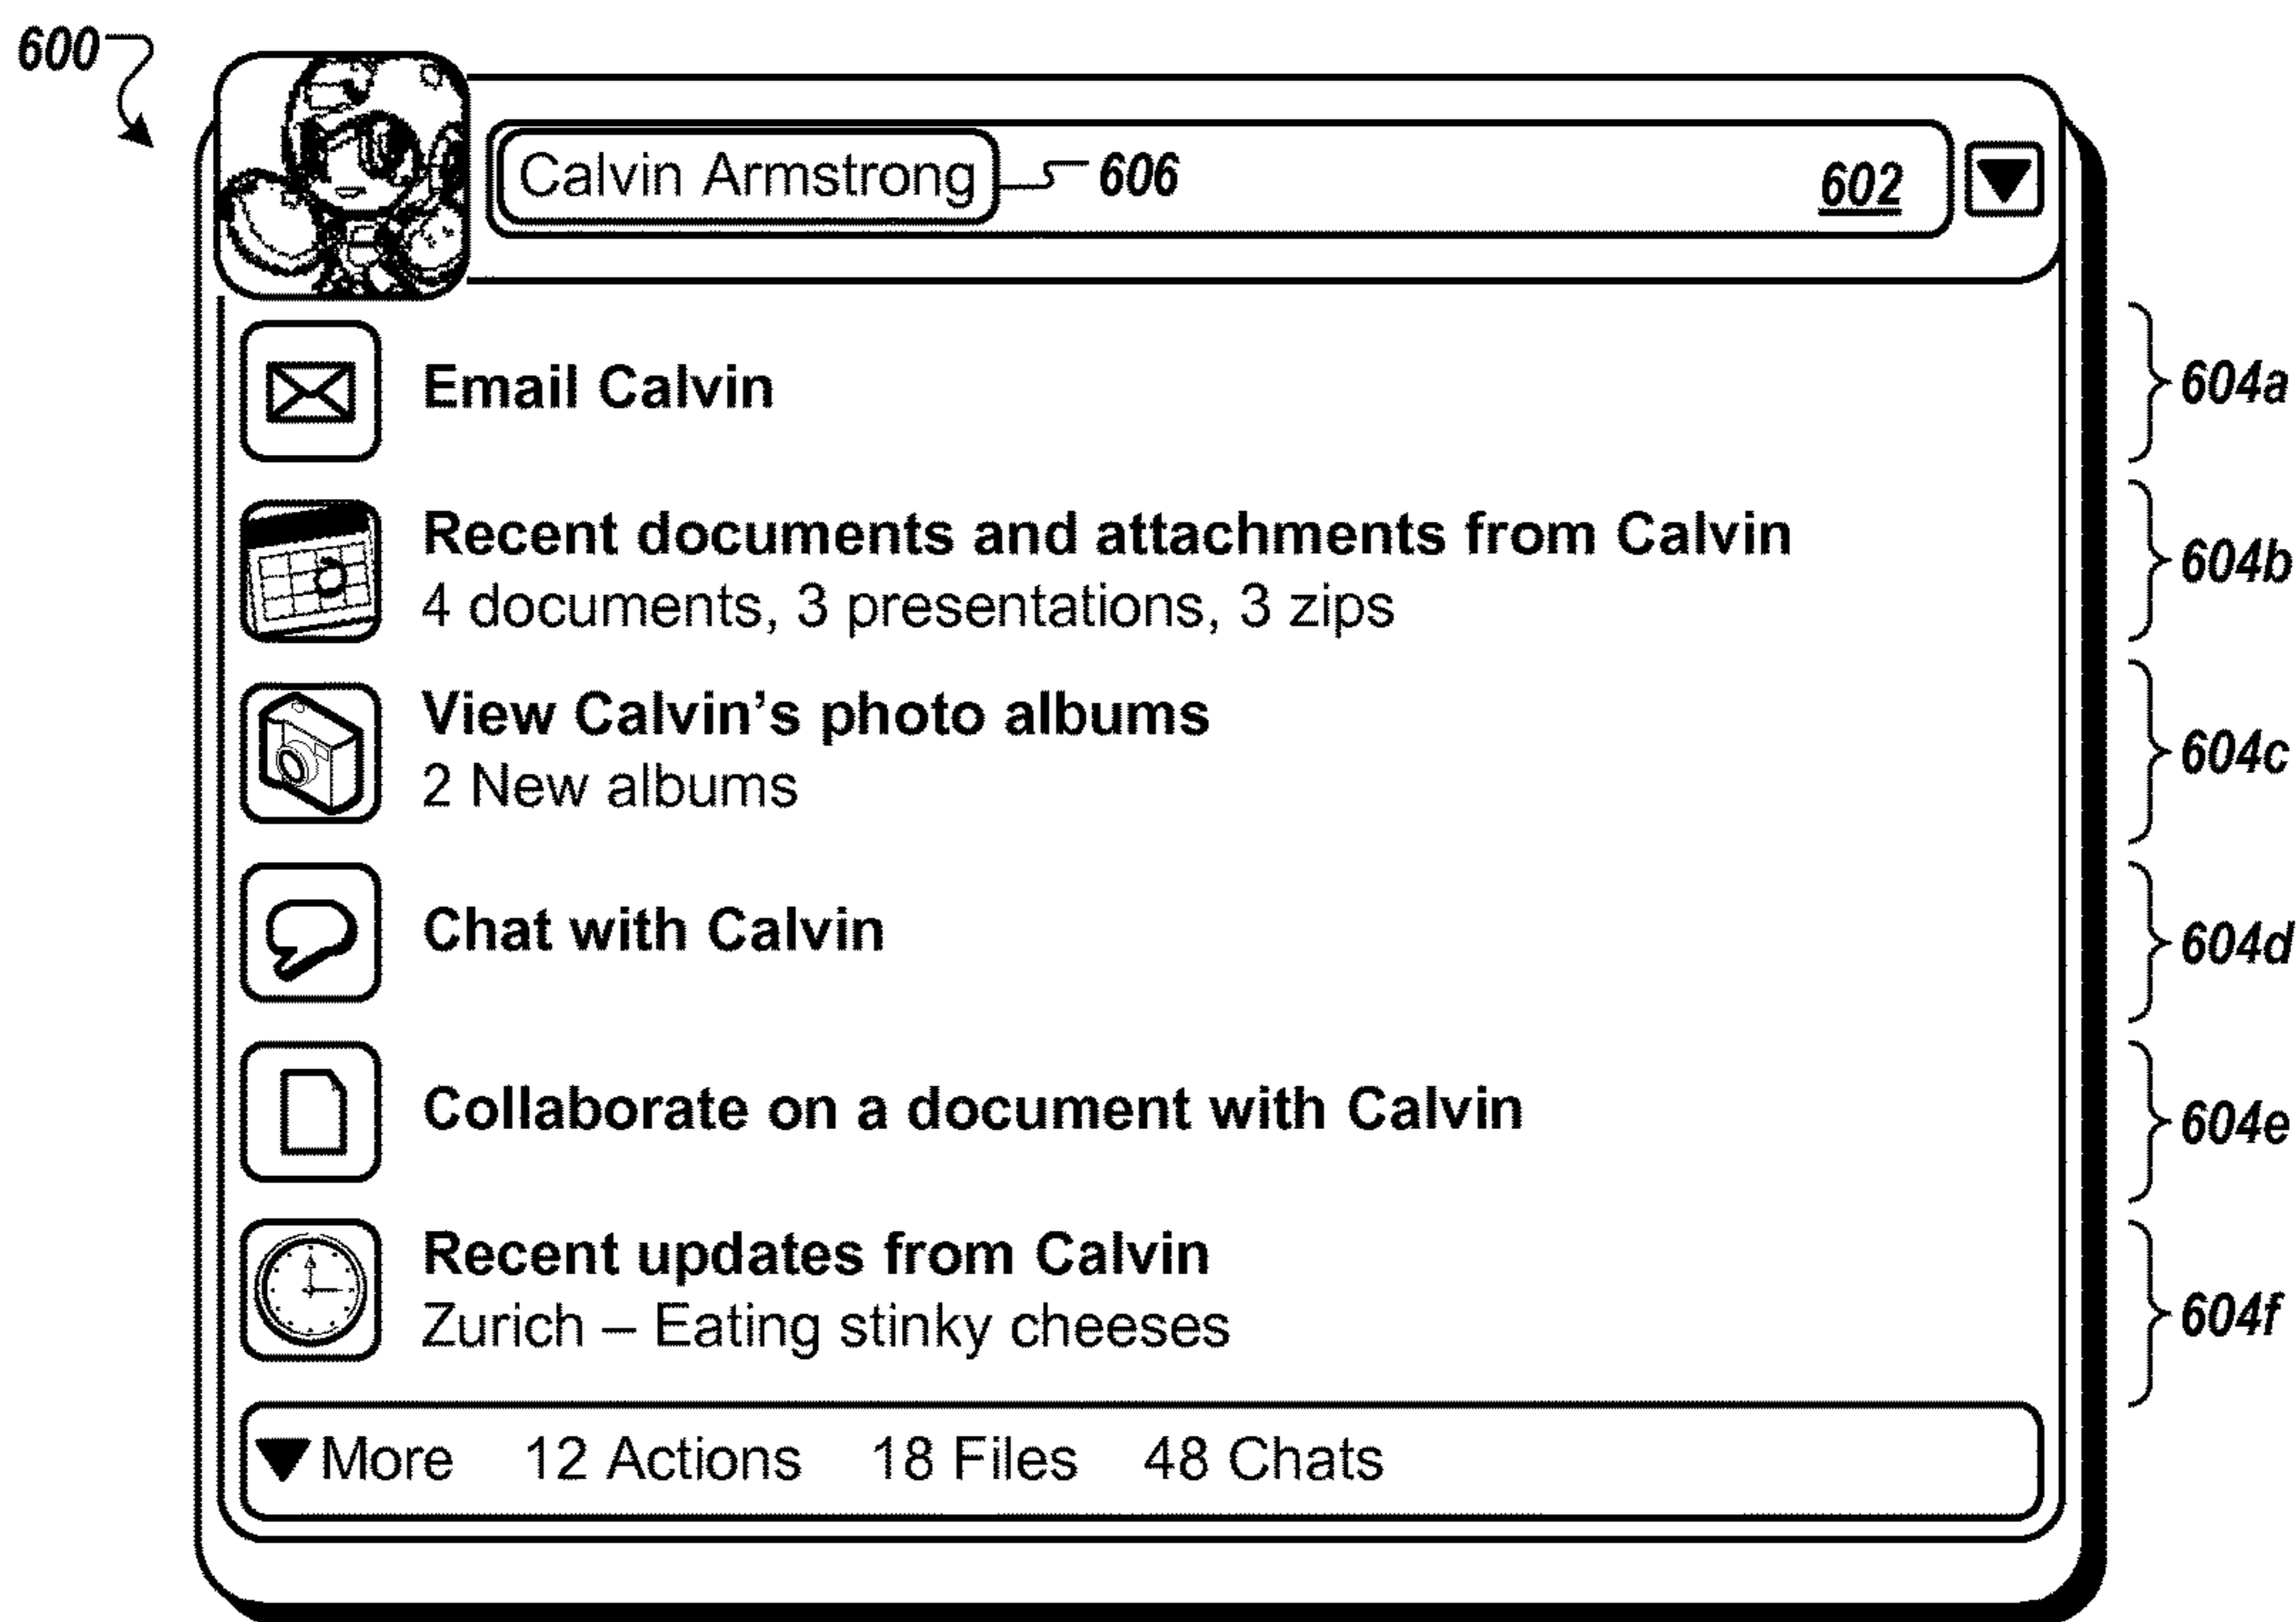 600
Calvin Armstrong 606 602
Email Calvin 604a
Recent documents and attachments from Calvin
4 documents, 3 presentations, 3 zips 604b
View Calvin’s photo albums
2 New albums 604c
Chat with Calvin 604d
Collaborate on a document with Calvin 604e
Recent updates from Calvin
Zurich – Eating stinky cheeses 604f
More 12 Actions 18 Files 48 Chats